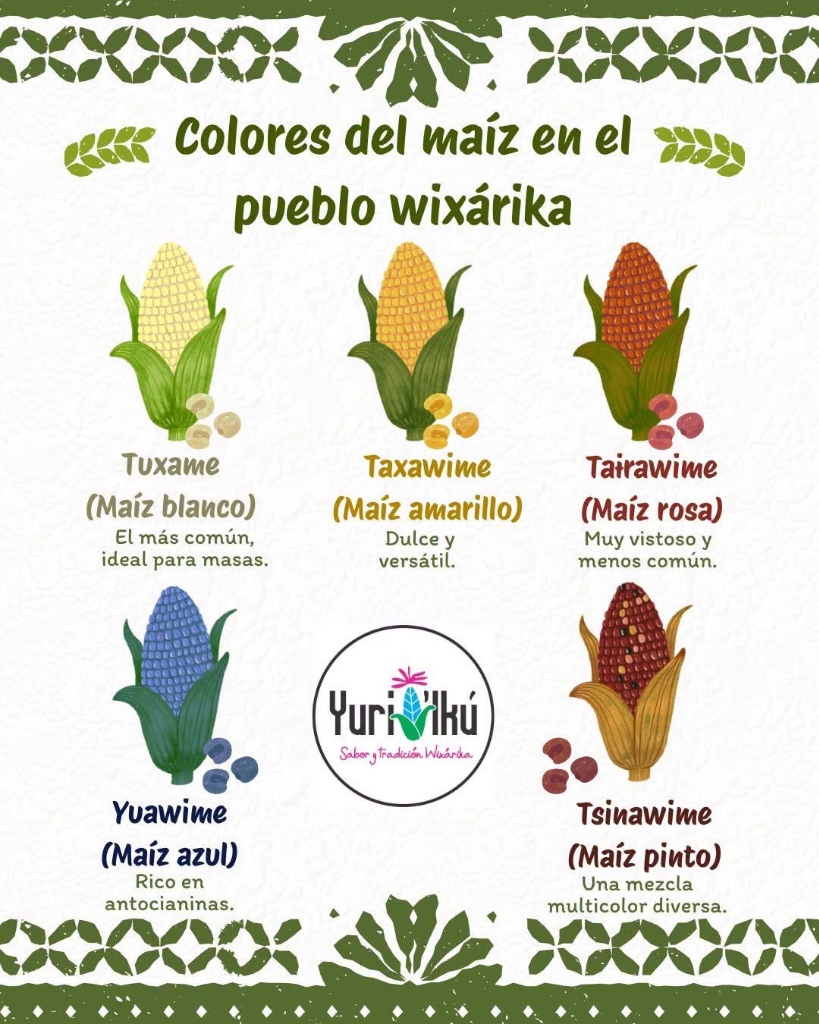 Colores del maíz en el
pueblo wixárika
Tuxame
(Maíz blanco)
El más común,
ideal para masas.
Taxawime
(Maíz amarillo)
Dulce y
versátil.
Tairawime
(Maíz rosa)
Muy vistoso y
menos común.
Yuawime
(Maíz azul)
Rico en
antocianinas.
Yuri'Ikú
Sabor y tradición Wixárika
Tsinawime
(Maíz pinto)
Una mezcla
multicolor diversa.